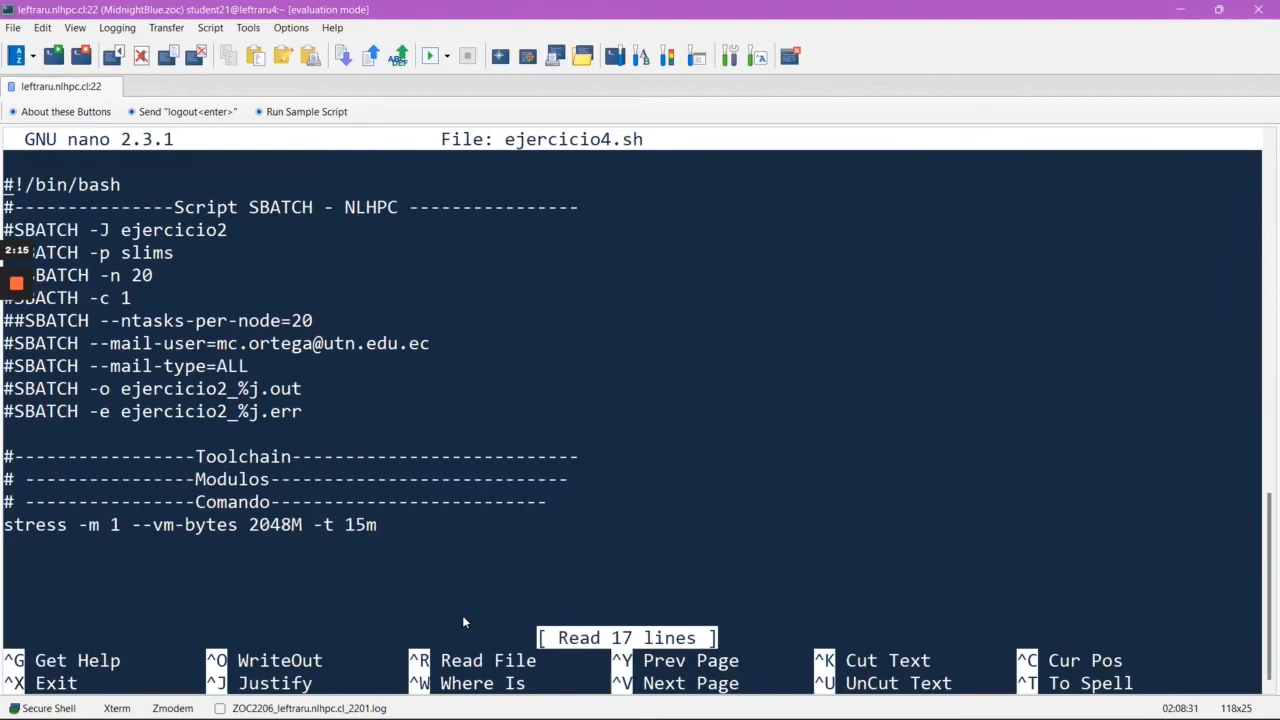 leftraru.nlhpc.cl:22 (MidnightBlue.zoc) student21@leftraru4:~ [evaluation mode]
File Edit View Logging Transfer Script Tools Options Help
leftraru.nlhpc.cl:22
About these Buttons Send "logout<enter>" Run Sample Script
GNU nano 2.3.1 File: ejercicio4.sh
#!/bin/bash
#---------------Script SBATCH - NLHPC ----------------
#SBATCH -J ejercicio2
2:15
BATCH -p slims
SBATCH -n 20
#SBACTH -c 1
##SBATCH --ntasks-per-node=20
#SBATCH --mail-user=mc.ortega@utn.edu.ec
#SBATCH --mail-type=ALL
#SBATCH -o ejercicio2_%j.out
#SBATCH -e ejercicio2_%j.err
#-----------------Toolchain---------------------------
# ----------------Modulos----------------------------
# ----------------Comando--------------------------
stress -m 1 --vm-bytes 2048M -t 15m
[ Read 17 lines ]
^G Get Help ^O WriteOut ^R Read File ^Y Prev Page ^K Cut Text ^C Cur Pos
^X Exit ^J Justify ^W Where Is ^V Next Page ^U UnCut Text ^T To Spell
Secure Shell Xterm Zmodem ZOC2206_leftraru.nlhpc.cl_2201.log 02:08:31 118x25